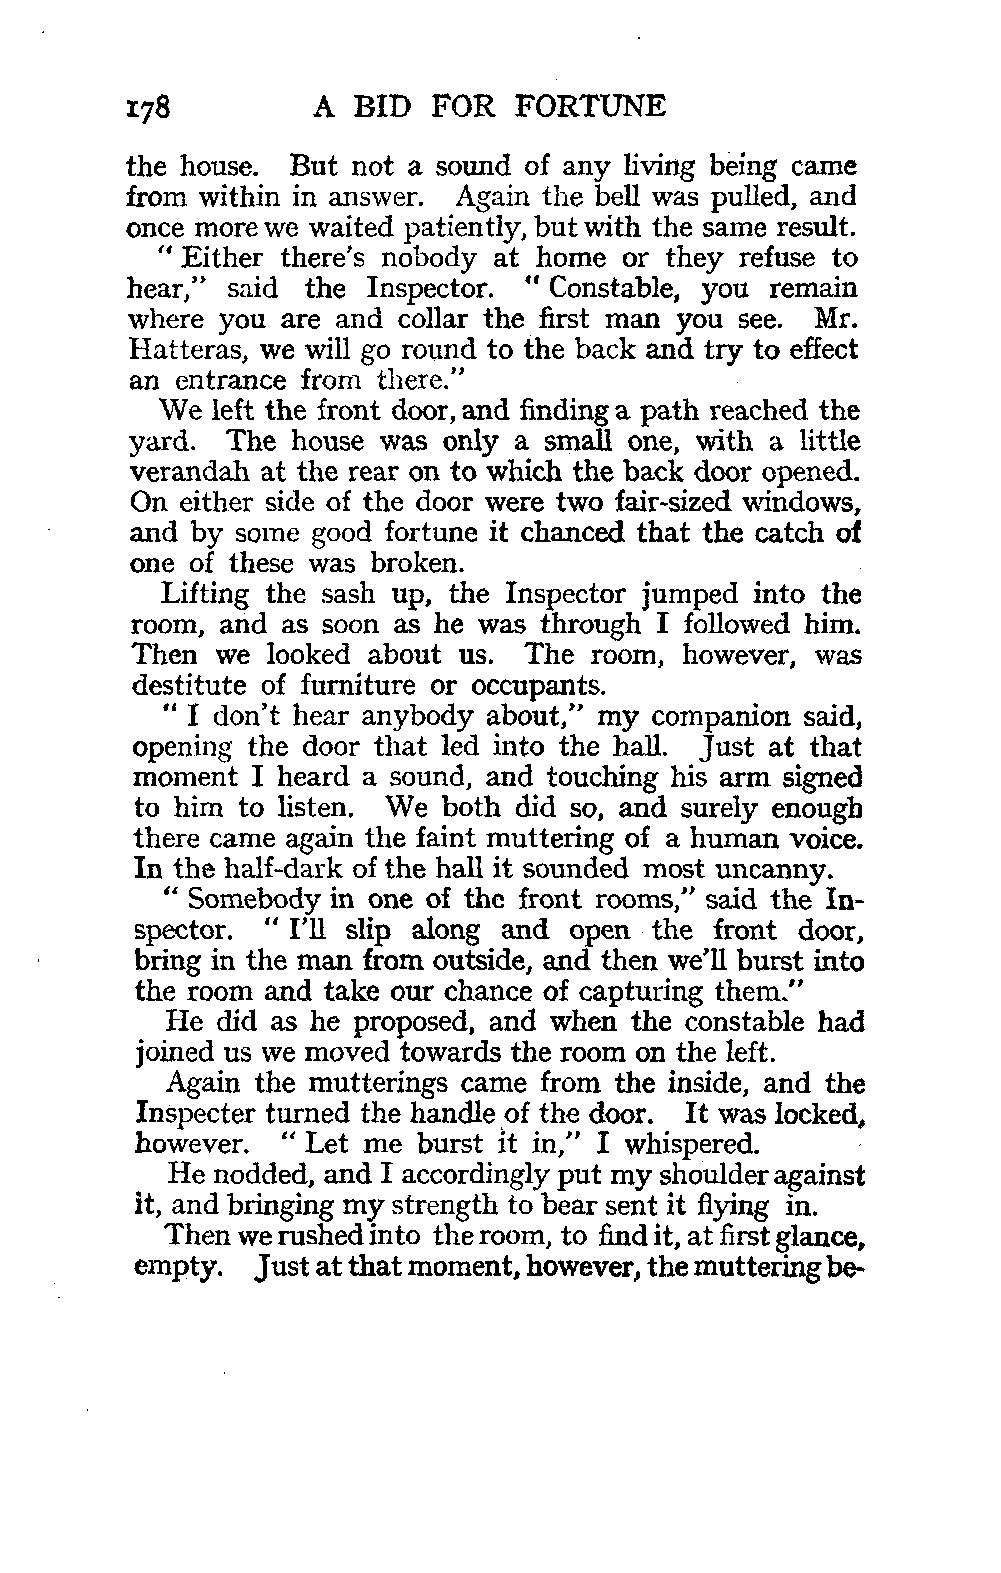 178 A BID FOR FORTUNE
the house. But not a sound of any living being came
from within in answer. Again the bell was pulled, and
once more we waited patiently, but with the same result.
" Either there's nobody at home or they refuse to
hear," said the Inspector. " Constable, you remain
where you are and collar the first man you see. Mr.
Hatteras, we will go round to the back and try to effect
an entrance from there."
We left the front door, and finding a path reached the
yard. The house was only a small one, with a little
verandah at the rear on to which the back door opened.
On either side of the door were two fair-sized windows,
and by some good fortune it chanced that the catch of
one of these was broken.
Lifting the sash up, the Inspector jumped into the
room, and as soon as he was through I followed him.
Then we looked about us. The room, however, was
destitute of furniture or occupants.
" I don't hear anybody about," my companion said,
opening the door that led into the hall. Just at that
moment I heard a sound, and touching his arm signed
to him to listen. We both did so, and surely enough
there came again the faint muttering of a human voice.
In the half-dark of the hall it sounded most uncanny.
" Somebody in one of the front rooms," said the In-
spector. " I'll slip along and open the front door,
bring in the man from outside, and then we'll burst into
the room and take our chance of capturing them."
He did as he proposed, and when the constable had
joined us we moved towards the room on the left.
Again the mutterings came from the inside, and the
Inspecter turned the handle of the door. It was locked,
however. " Let me burst it in," I whispered.
He nodded, and I accordingly put my shoulder against
it, and bringing my strength to bear sent it flying in.
Then we rushed into the room, to find it, at first glance,
empty. Just at that moment, however, the muttering be-